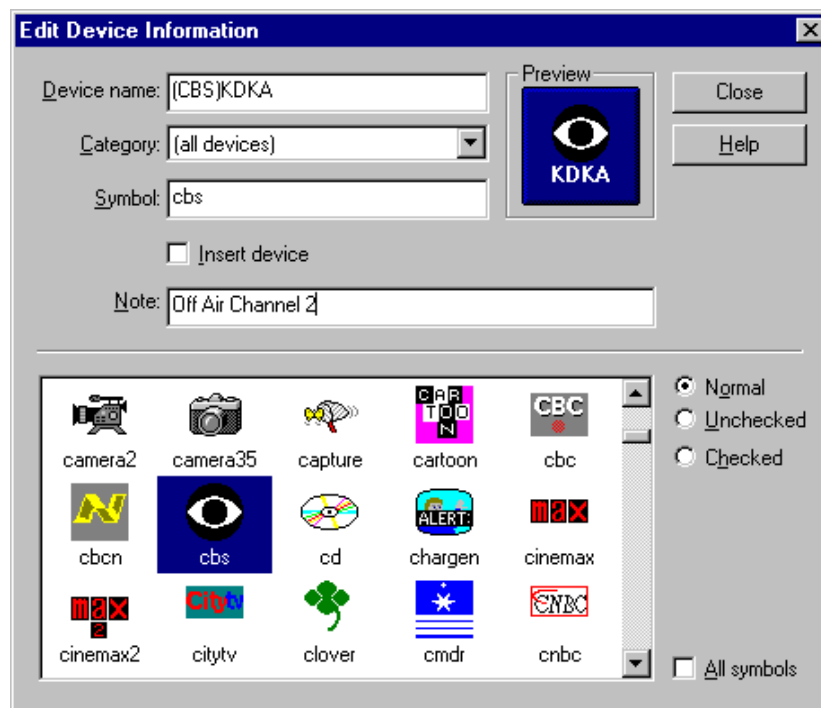 Edit Device Information
Device name: (CBS)KDKA
Preview
KDKA
Close
Category: (all devices)
Help
Symbol: cbs
Insert device
Note: Off Air Channel 2
CAR
TOO
N
CBC
camera2 camera35 capture cartoon cbc
N
ALERT:
max
cbcn cbs cd chargen cinemax
max
2
Citytv
CNBC
cinemax2 citytv clover cmdr cnbc
Normal
Unchecked
Checked
All symbols